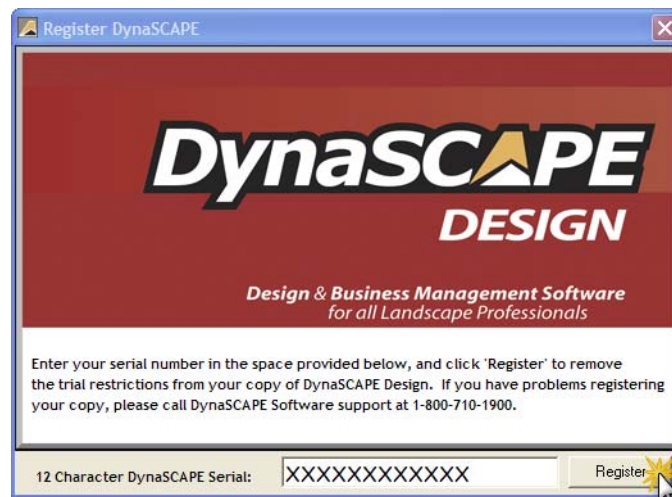 Register DynaSCAPE
DynaSCAPE
DESIGN
Design & Business Management Software
for all Landscape Professionals
Enter your serial number in the space provided below, and click 'Register' to remove
the trial restrictions from your copy of DynaSCAPE Design. If you have problems registering
your copy, please call DynaSCAPE Software support at 1-800-710-1900.
12 Character DynaSCAPE Serial: XXXXXXXXXXXX Register